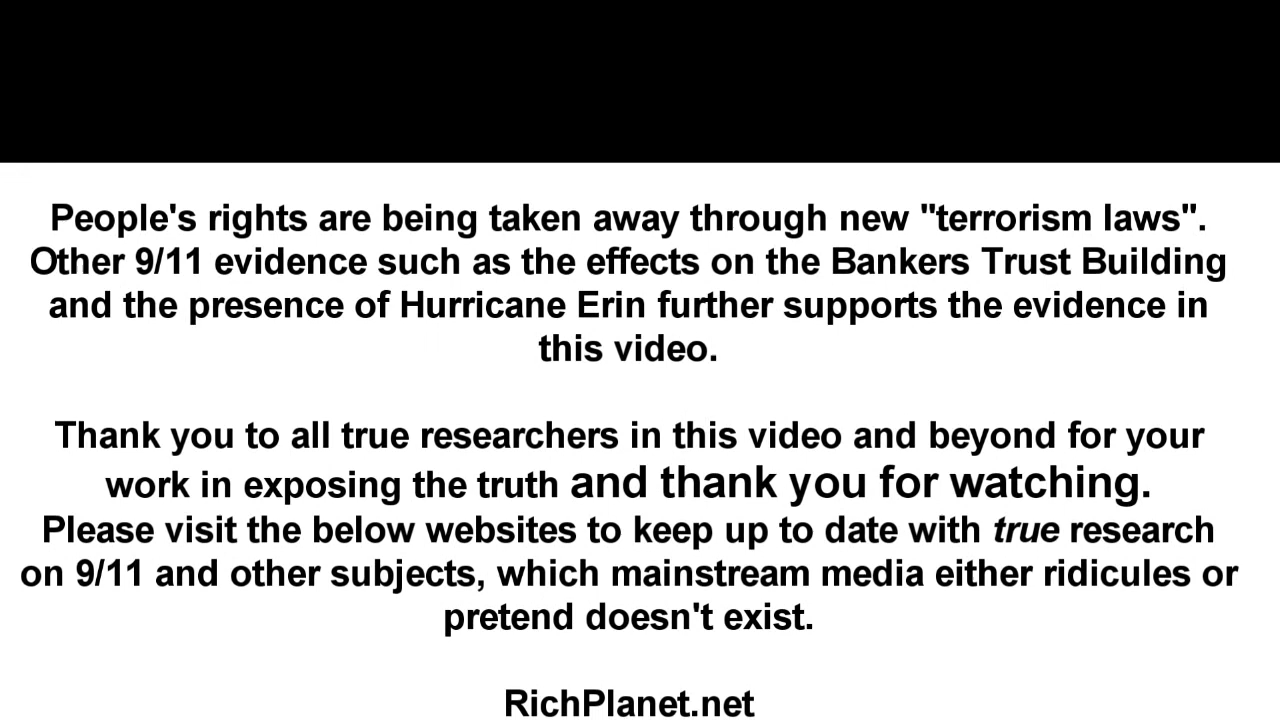 People's rights are being taken away through new "terrorism laws".
Other 9/11 evidence such as the effects on the Bankers Trust Building
and the presence of Hurricane Erin further supports the evidence in
this video.
Thank you to all true researchers in this video and beyond for your
work in exposing the truth and thank you for watching.
Please visit the below websites to keep up to date with true research
on 9/11 and other subjects, which mainstream media either ridicules or
pretend doesn't exist.
RichPlanet.net